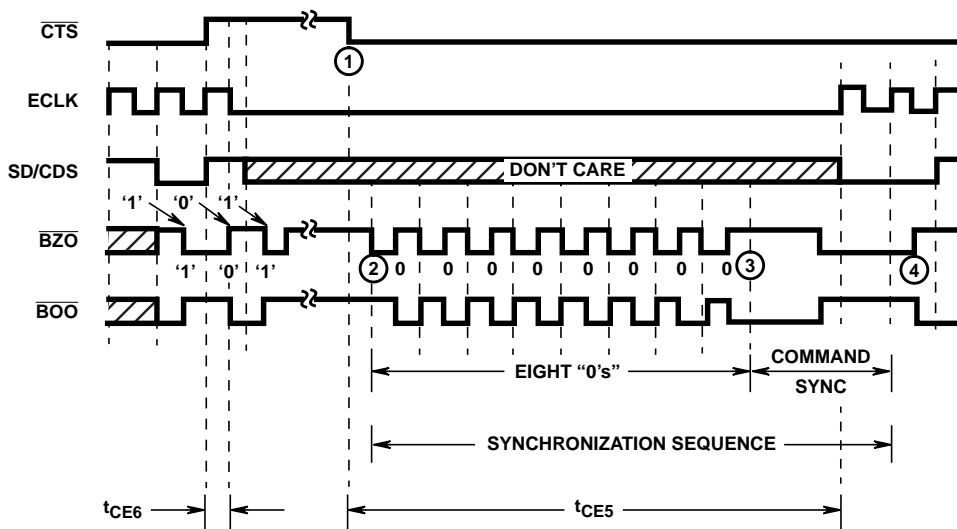 CTS
1
ECLK
SD/CDS
DON'T CARE
‘1’ ‘0’ ‘1’
BZO
‘1’ ‘0’ ‘1’
2 0 0 0 0 0 0 0 0 3 4
BOO
EIGHT “0’s”
COMMAND
SYNC
SYNCHRONIZATION SEQUENCE
tCE6
tCE5